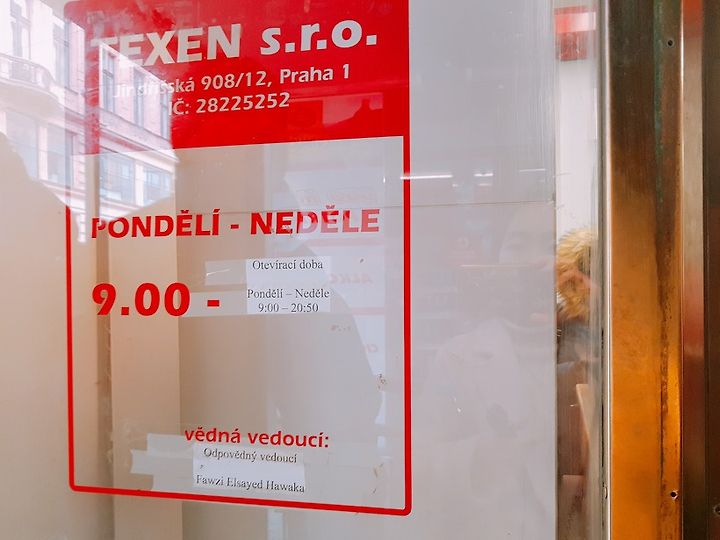 TEXEN s.r.o.
Jindřišská 908/12, Praha 1
IČ: 28225252
PONDĚLÍ - NEDĚLE
Otevírací doba
9.00 -
Pondělí – Neděle
9:00 – 20:50
vědná vedoucí:
Odpovědný vedoucí
Fawzi Elsayed Hawaka